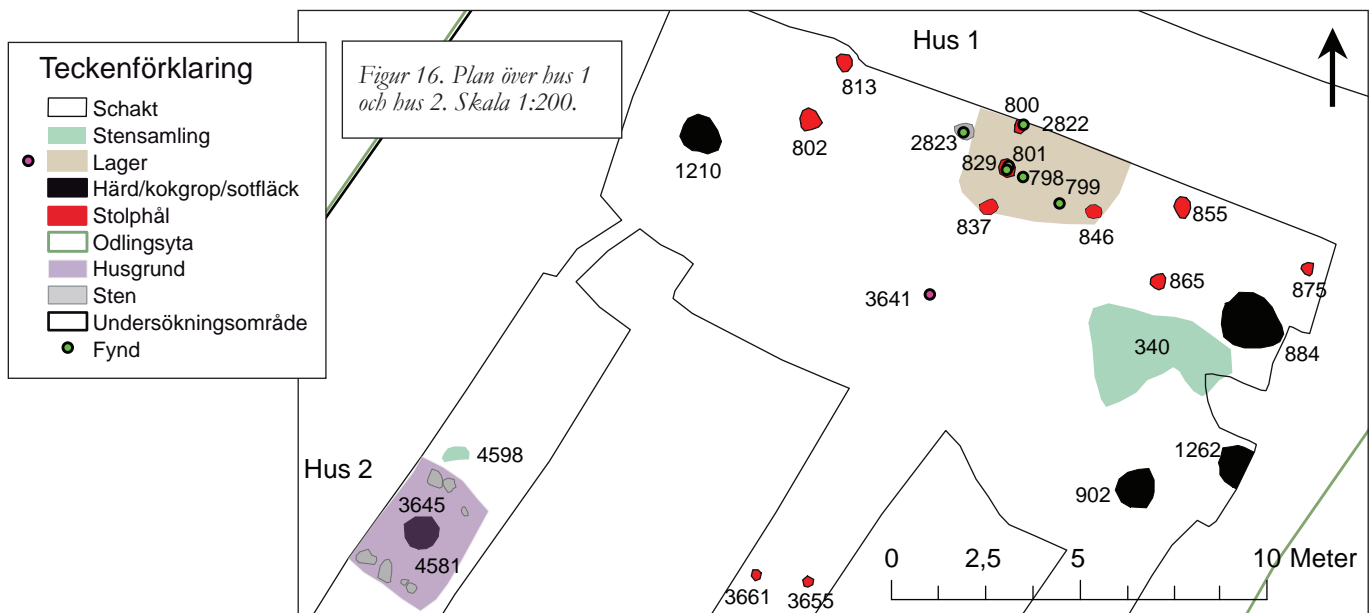 Teckenförklaring
Schakt
Stensamling
Lager
Härd/kokgrop/sotfläck
Stolphål
Odlingsyta
Husgrund
Sten
Undersökningsområde
Fynd
Figur 16. Plan över hus 1
och hus 2. Skala 1:200.
Hus 1
813
800
2822
802
2823
801
829
1210
798
799
837
846
855
865
875
3641
340
884
Hus 2
4598
1262
3645
902
4581
0 2,5 5 10 Meter
3661
3655